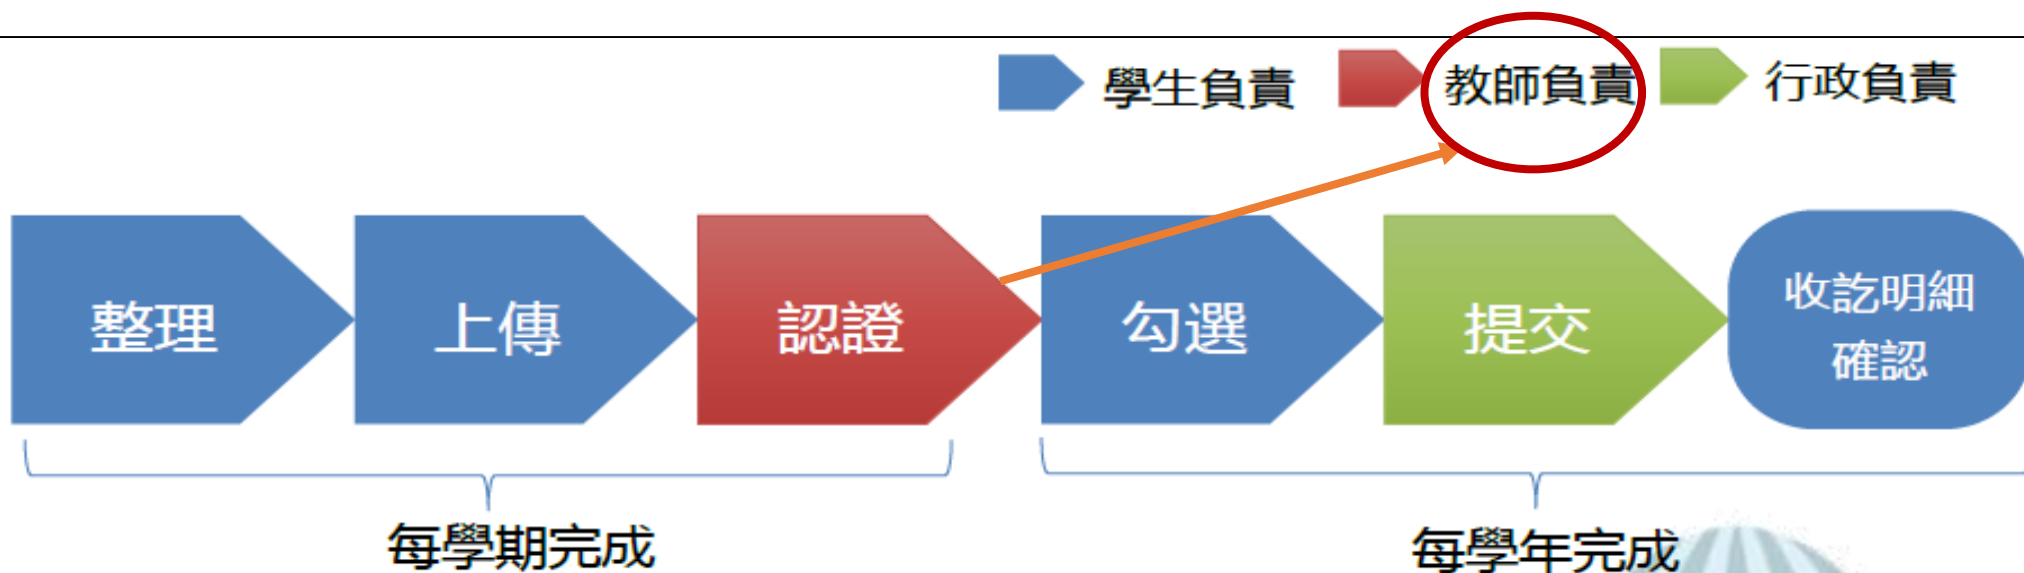 學生負責
教師負責
行政負責
整理
上傳
認證
勾選
提交
收訖明細
確認
每學期完成
每學年完成